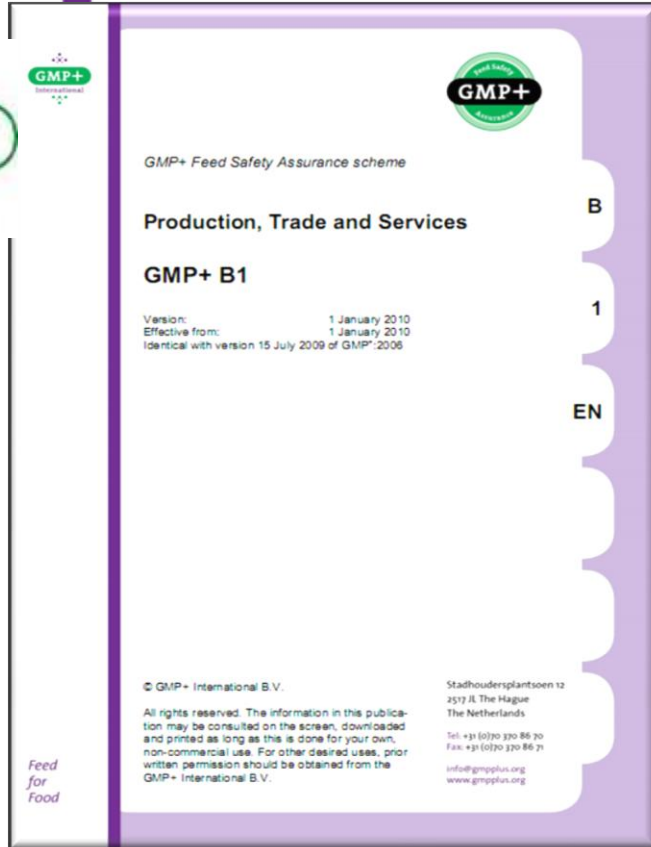 GMP+
International
Feed Safety
GMP+
Assurance
GMP+ Feed Safety Assurance scheme
Production, Trade and Services
B
GMP+ B1
1
Version: 1 January 2010
Effective from: 1 January 2010
Identical with version 15 July 2009 of GMP+:2006
EN
© GMP+ International B.V.
All rights reserved. The information in this publica-
tion may be consulted on the screen, downloaded
and printed as long as this is done for your own,
non-commercial use. For other desired uses, prior
written permission should be obtained from the
GMP+ International B.V.
Stadhoudersplantsoen 12
2517 JL The Hague
The Netherlands
Tel: +31 (0)70 370 86 70
Fax: +31 (0)70 370 86 71
info@gmpplus.org
www.gmpplus.org
Feed
for
Food